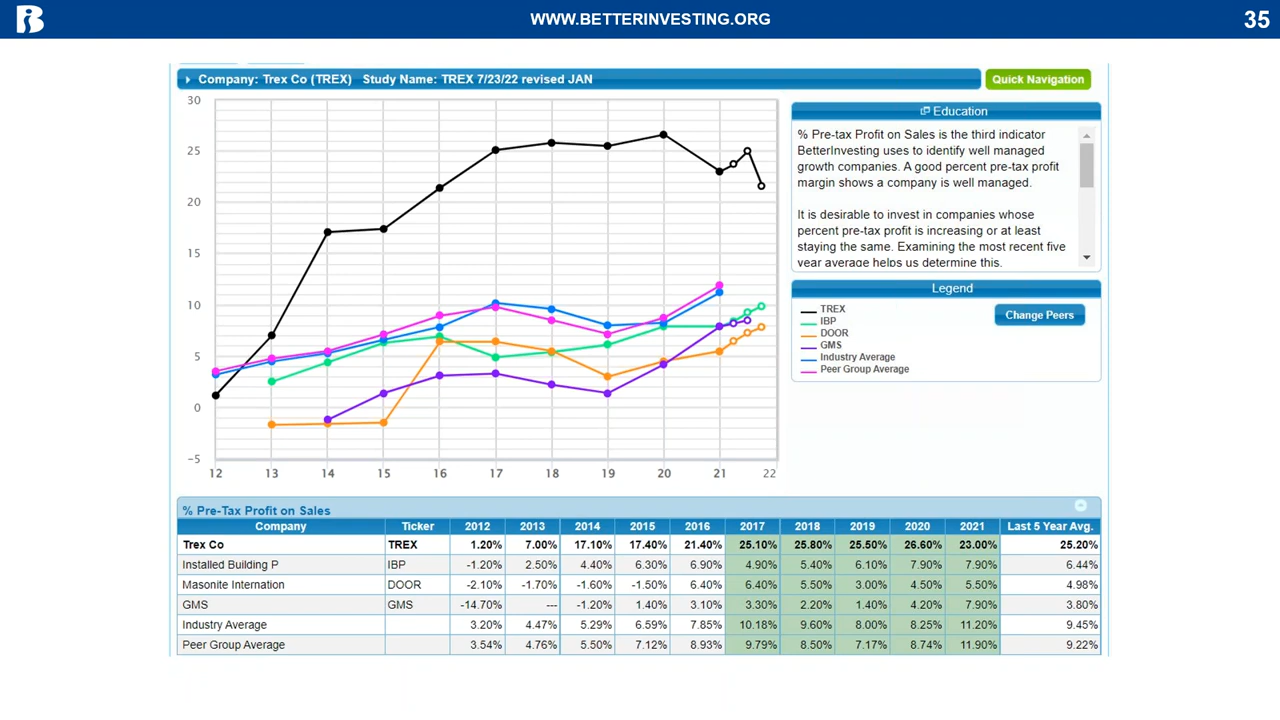 WWW.BETTERINVESTING.ORG
35
Company: Trex Co (TREX) Study Name: TREX 7/23/22 revised JAN
Quick Navigation
30
25
20
15
10
5
0
-5
12 13 14 15 16 17 18 19 20 21 22
Education
% Pre-tax Profit on Sales is the third indicator
BetterInvesting uses to identify well managed
growth companies. A good percent pre-tax profit
margin shows a company is well managed.
It is desirable to invest in companies whose
percent pre-tax profit is increasing or at least
staying the same. Examining the most recent five
year average helps us determine this.
Legend
TREX
IBP
DOOR
GMS
Industry Average
Peer Group Average
Change Peers
% Pre-Tax Profit on Sales
Company Ticker 2012 2013 2014 2015 2016 2017 2018 2019 2020 2021 Last 5 Year Avg.
Trex Co TREX 1.20% 7.00% 17.10% 17.40% 21.40% 25.10% 25.80% 25.50% 26.60% 23.00% 25.20%
Installed Building P IBP -1.20% 2.50% 4.40% 6.30% 6.90% 4.90% 5.40% 6.10% 7.90% 7.90% 6.44%
Masonite Internation DOOR -2.10% -1.70% -1.60% -1.50% 6.40% 6.40% 5.50% 3.00% 4.50% 5.50% 4.98%
GMS GMS -14.70% --- -1.20% 1.40% 3.10% 3.30% 2.20% 1.40% 4.20% 7.90% 3.80%
Industry Average 3.20% 4.47% 5.29% 6.59% 7.85% 10.18% 9.60% 8.00% 8.25% 11.20% 9.45%
Peer Group Average 3.54% 4.76% 5.50% 7.12% 8.93% 9.79% 8.50% 7.17% 8.74% 11.90% 9.22%